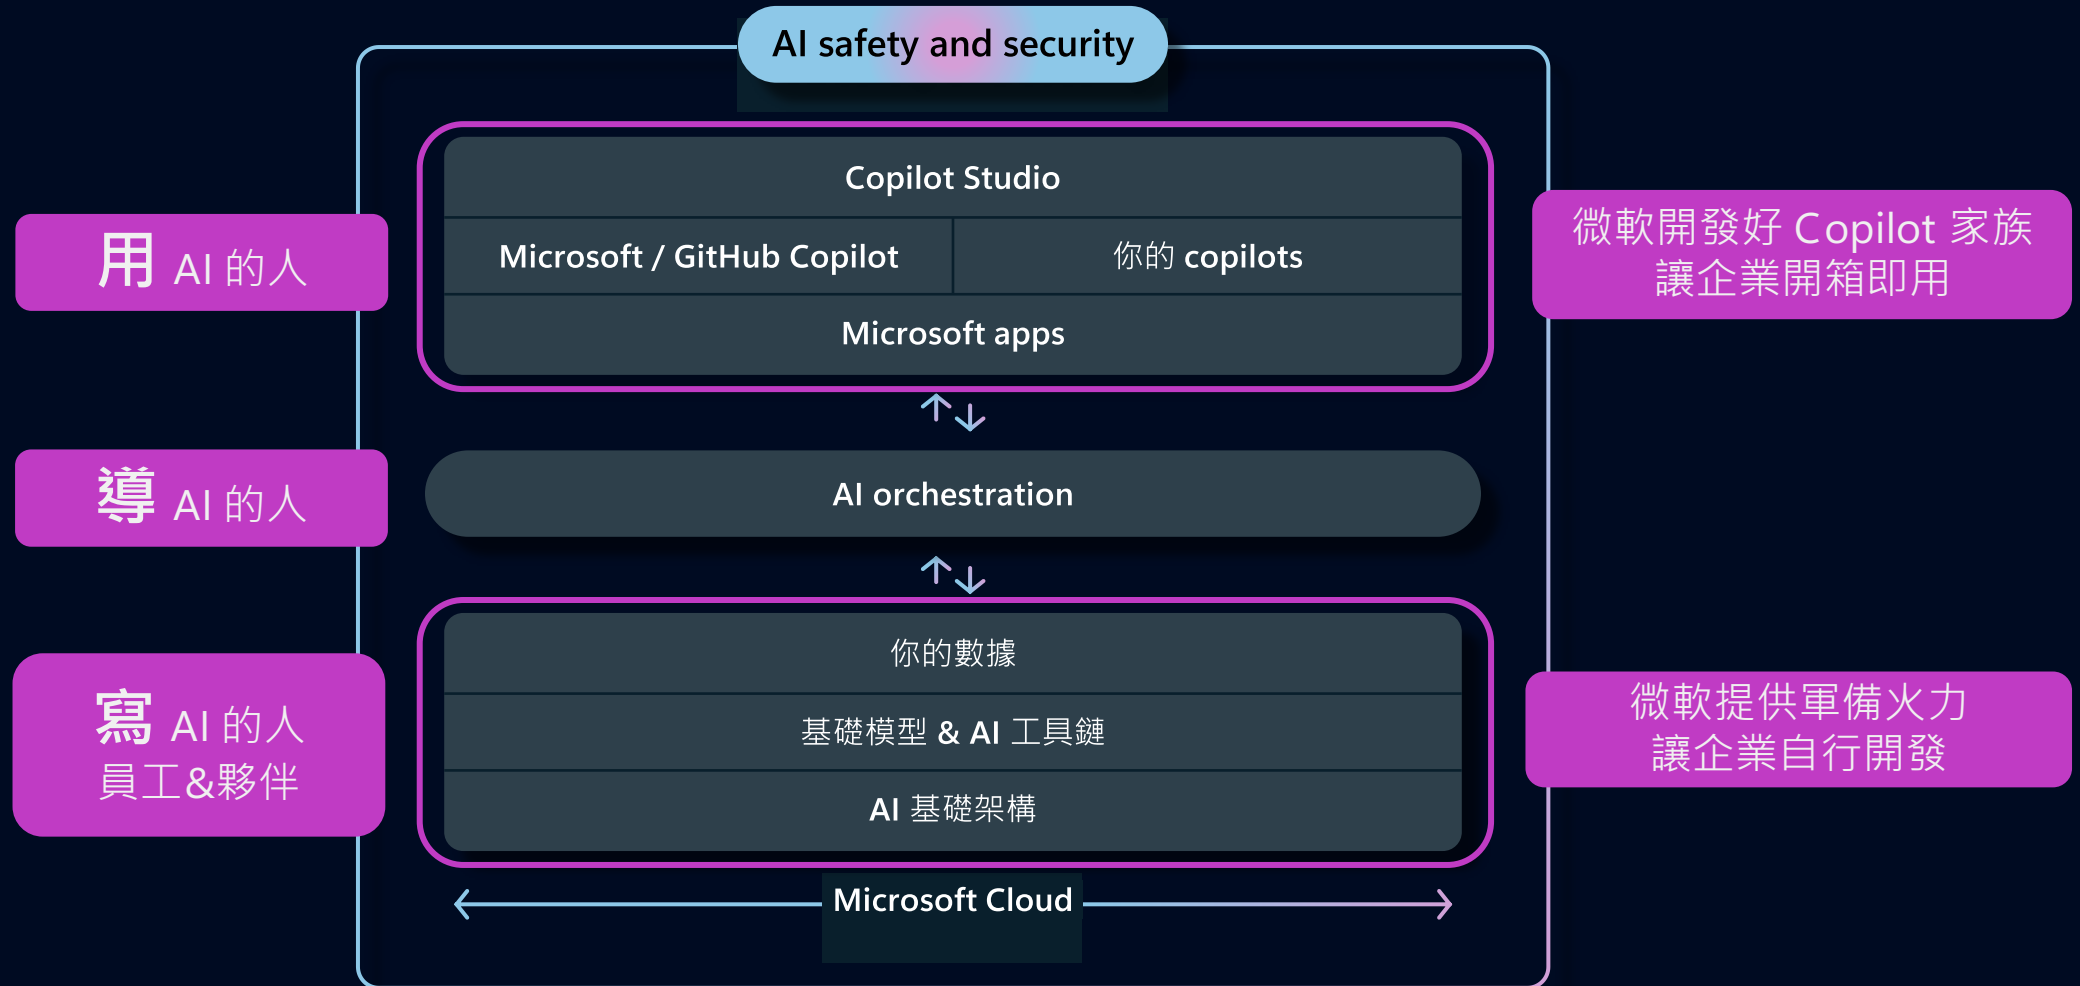 AI safety and security
Copilot Studio
用 AI 的人
Microsoft / GitHub Copilot
你的 copilots
Microsoft apps
微軟開發好 Copilot 家族
讓企業開箱即用
導 AI 的人
AI orchestration
寫 AI 的人
員工&夥伴
你的數據
基礎模型 & AI 工具鏈
AI 基礎架構
微軟提供軍備火力
讓企業自行開發
Microsoft Cloud